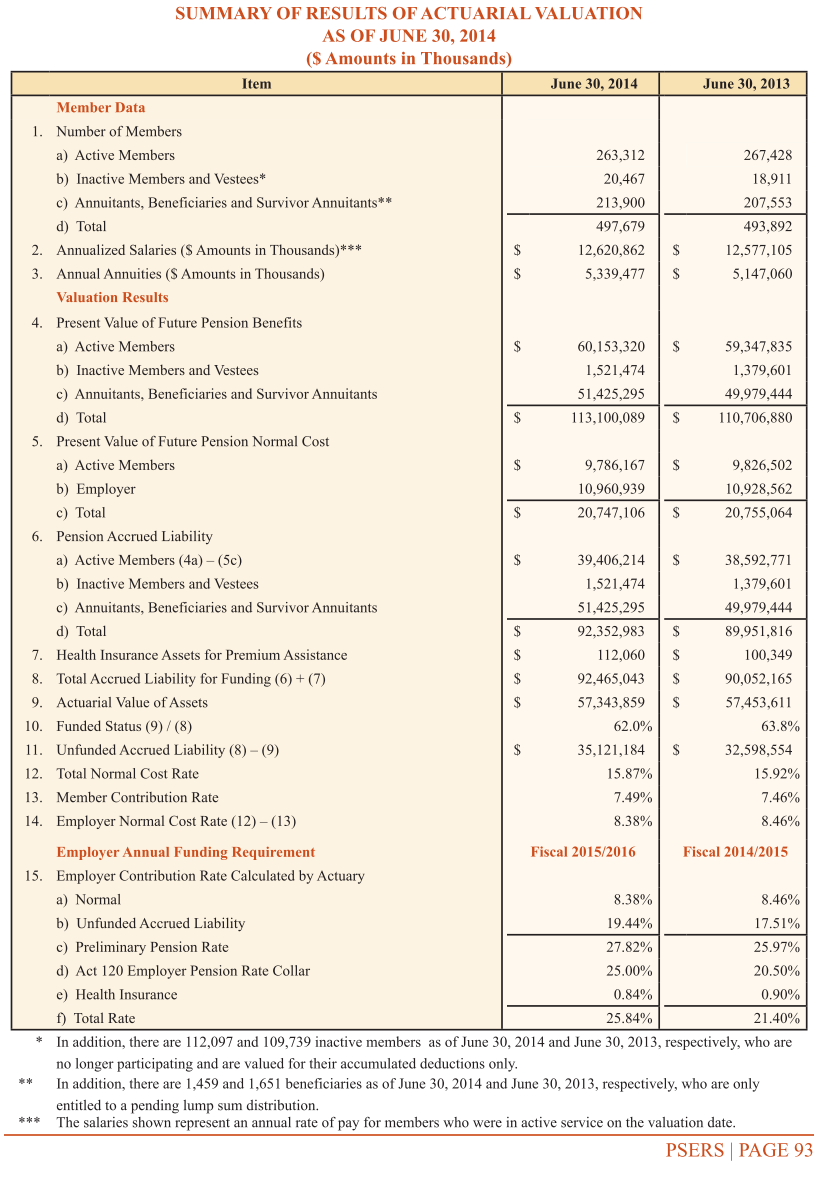 SUMMARY OF RESULTS OF ACTUARIAL VALUATION
AS OF JUNE 30, 2014
($ Amounts in Thousands)
Item June 30, 2014 June 30, 2013
Member Data
1. Number of Members
a) Active Members 263,312 267,428
b) Inactive Members and Vestees* 20,467 18,911
c) Annuitants, Beneficiaries and Survivor Annuitants** 213,900 207,553
d) Total 497,679 493,892
2. Annualized Salaries ($ Amounts in Thousands)*** $ 12,620,862 $ 12,577,105
3. Annual Annuities ($ Amounts in Thousands) $ 5,339,477 $ 5,147,060
Valuation Results
4. Present Value of Future Pension Benefits
a) Active Members $ 60,153,320 $ 59,347,835
b) Inactive Members and Vestees 1,521,474 1,379,601
c) Annuitants, Beneficiaries and Survivor Annuitants 51,425,295 49,979,444
d) Total $ 113,100,089 $ 110,706,880
5. Present Value of Future Pension Normal Cost
a) Active Members $ 9,786,167 $ 9,826,502
b) Employer 10,960,939 10,928,562
c) Total $ 20,747,106 $ 20,755,064
6. Pension Accrued Liability
a) Active Members (4a) – (5c) $ 39,406,214 $ 38,592,771
b) Inactive Members and Vestees 1,521,474 1,379,601
c) Annuitants, Beneficiaries and Survivor Annuitants 51,425,295 49,979,444
d) Total $ 92,352,983 $ 89,951,816
7. Health Insurance Assets for Premium Assistance $ 112,060 $ 100,349
8. Total Accrued Liability for Funding (6) + (7) $ 92,465,043 $ 90,052,165
9. Actuarial Value of Assets $ 57,343,859 $ 57,453,611
10. Funded Status (9) / (8) 62.0% 63.8%
11. Unfunded Accrued Liability (8) – (9) $ 35,121,184 $ 32,598,554
12. Total Normal Cost Rate 15.87% 15.92%
13. Member Contribution Rate 7.49% 7.46%
14. Employer Normal Cost Rate (12) – (13) 8.38% 8.46%
Employer Annual Funding Requirement Fiscal 2015/2016 Fiscal 2014/2015
15. Employer Contribution Rate Calculated by Actuary
a) Normal 8.38% 8.46%
b) Unfunded Accrued Liability 19.44% 17.51%
c) Preliminary Pension Rate 27.82% 25.97%
d) Act 120 Employer Pension Rate Collar 25.00% 20.50%
e) Health Insurance 0.84% 0.90%
f) Total Rate 25.84% 21.40%
* In addition, there are 112,097 and 109,739 inactive members as of June 30, 2014 and June 30, 2013, respectively, who are
no longer participating and are valued for their accumulated deductions only.
** In addition, there are 1,459 and 1,651 beneficiaries as of June 30, 2014 and June 30, 2013, respectively, who are only
entitled to a pending lump sum distribution.
*** The salaries shown represent an annual rate of pay for members who were in active service on the valuation date.
PSERS | PAGE 93